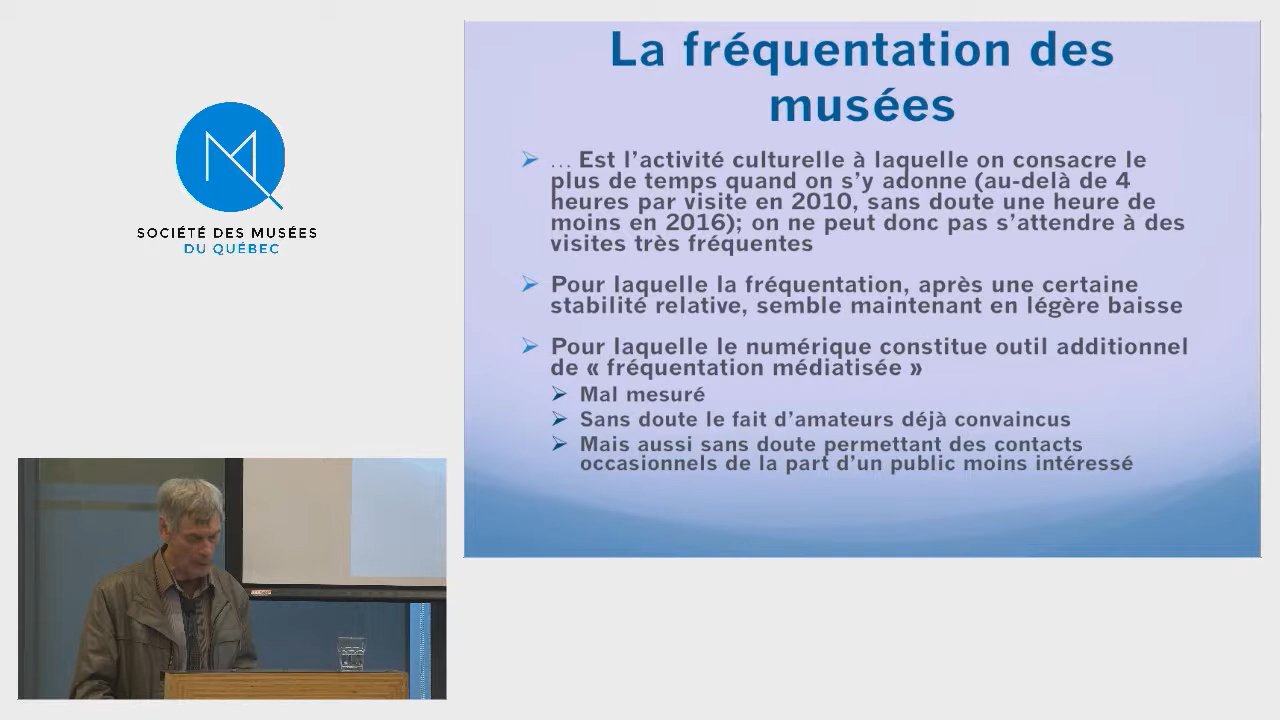 La fréquentation des
musées
… Est l’activité culturelle à laquelle on consacre le
plus de temps quand on s’y adonne (au-delà de 4
heures par visite en 2010, sans doute une heure de
moins en 2016); on ne peut donc pas s’attendre à des
visites très fréquentes
Pour laquelle la fréquentation, après une certaine
stabilité relative, semble maintenant en légère baisse
Pour laquelle le numérique constitue outil additionnel
de « fréquentation médiatisée »
Mal mesuré
Sans doute le fait d’amateurs déjà convaincus
Mais aussi sans doute permettant des contacts
occasionnels de la part d’un public moins intéressé
SOCIÉTÉ DES MUSÉES
DU QUÉBEC